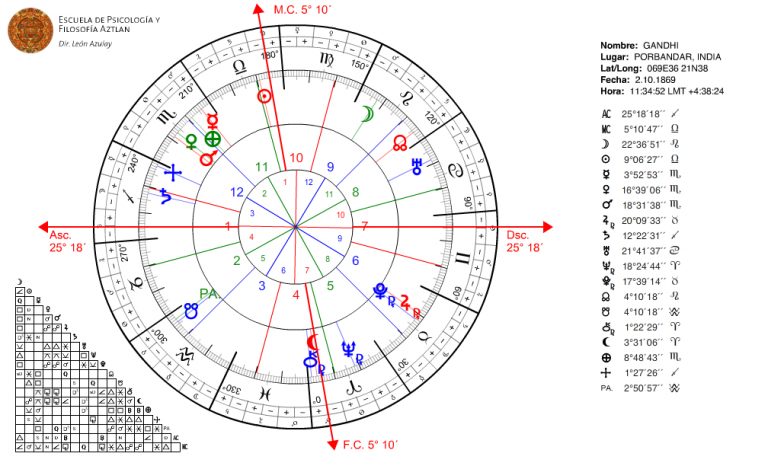 Escuela de Psicología y
Filosofía Aztlan
Dir. León Azulay
M.C. 5° 10´
Nombre: GANDHI
Lugar: PORBANDAR, INDIA
Lat/Long: 069E36 21N38
Fecha: 2.10.1869
Hora: 11:34:52 LMT +4:38:24
AC 25°18´18´´ ♐
MC 5°10´47´´ ♎
☽ 22°36´51´´ ♌
☉ 9°06´27´´ ♎
☿ 3°52´53´´ ♏
♀ 16°39´06´´ ♏
♂ 18°31´38´´ ♏
♃R 20°09´33´´ ♉
♄ 12°22´31´´ ♐
♅ 21°41´37´´ ♋
♆R 18°24´44´´ ♈
♇R 17°39´14´´ ♉
☊ 4°10´18´´ ♌
☋ 4°10´18´´ ♒
⚷R 1°22´29´´ ♈
⚸ 3°31´06´´ ♈
⊕ 8°48´43´´ ♏
1°27´26´´ ♐
PA. 2°50´57´´ ♒
180°
150°
120°
90°
60°
30°
0°
330°
300°
270°
240°
210°
Asc.
25° 18´
Dsc.
25° 18´
10
11
9
12
8
1
7
2
6
3
5
4
1
12
2
11
3
10
4
9
5
8
6
7
PA.
F.C. 5° 10´
PA.
AC
MC